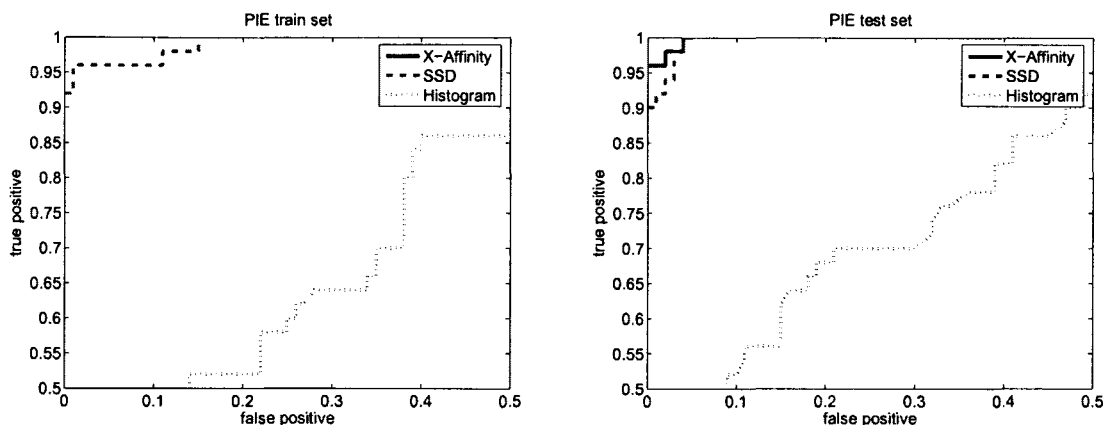 PIE train set
1
0.95
0.9
0.85
0.8
0.75
0.7
0.65
0.6
0.55
0.5
true positive
X-Affinity
SSD
Histogram
0
0.1
0.2
0.3
0.4
0.5
false positive
PIE test set
1
0.95
0.9
0.85
0.8
0.75
0.7
0.65
0.6
0.55
0.5
true positive
X-Affinity
SSD
Histogram
0
0.1
0.2
0.3
0.4
0.5
false positive